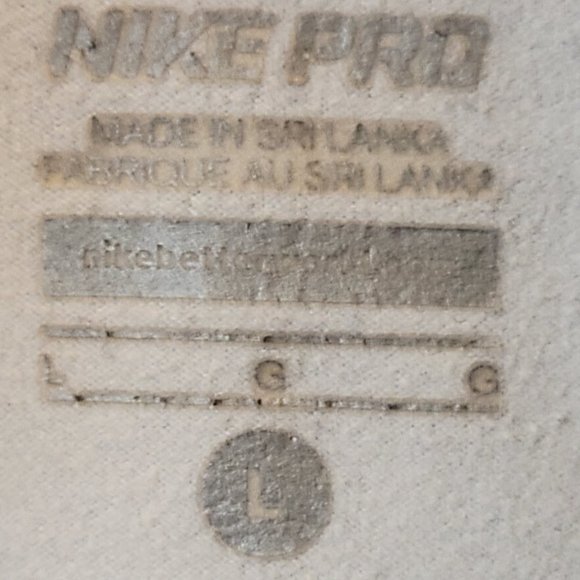 NIKE PRO
MADE IN SRI LANKA
FABRIQUE AU SRI LANKA
L G G
L